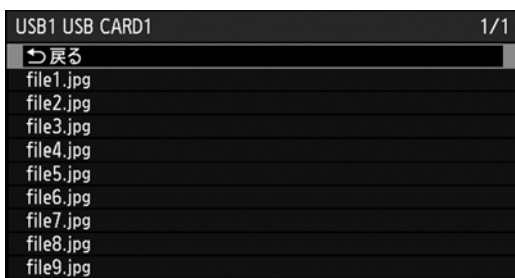 USB1 USB CARD1 1/1
⮌戻る
file1.jpg
file2.jpg
file3.jpg
file4.jpg
file5.jpg
file6.jpg
file7.jpg
file8.jpg
file9.jpg